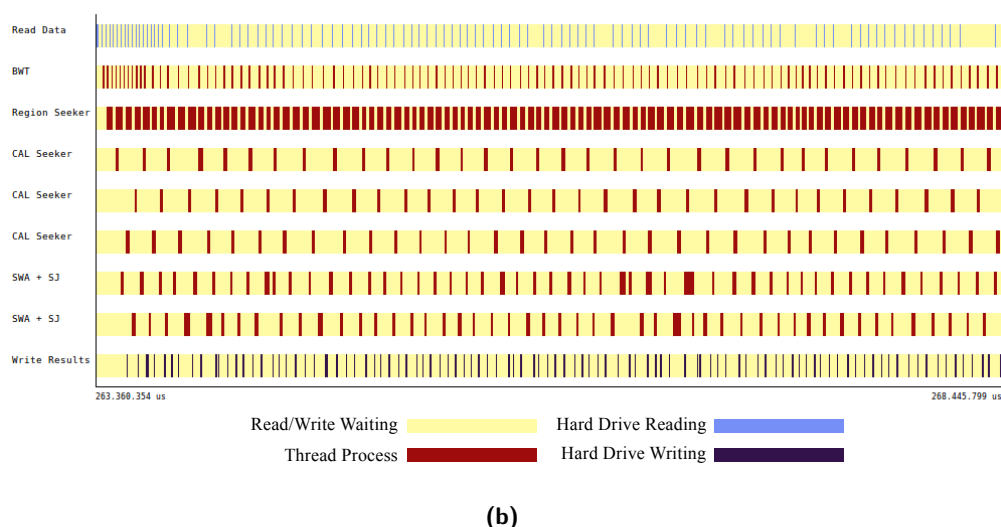 Read Data
BWT
Region Seeker
CAL Seeker
CAL Seeker
CAL Seeker
SWA + SJ
SWA + SJ
Write Results
263.360.354 us 268.445.799 us
Read/Write Waiting Hard Drive Reading
Thread Process Hard Drive Writing
(b)